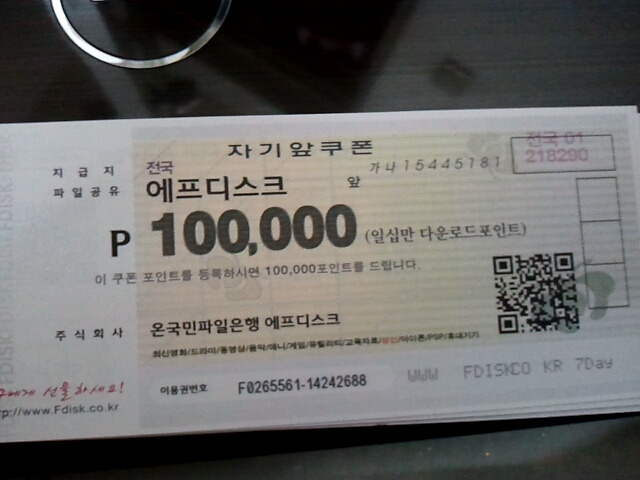 자기앞쿠폰
지급지 전국
가나15445181
전국 01
218290
파일공유 에프디스크 앞
P 100,000 (일십만 다운로드포인트)
이 쿠폰 포인트를 등록하시면 100,000포인트를 드립니다.
주식회사 온국민파일은행 에프디스크
최신영화/드라마/동영상/음악/애니/게임/유틸리티/교육자료/성인/아이폰/PSP/휴대기기
에게 선물하세요!
이용권번호 F0265561-14242688
WWW FDISKCO KR 7Day
tp://www.Fdisk.co.kr